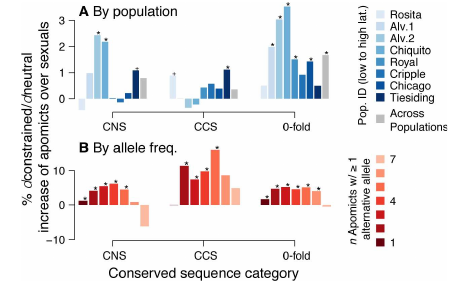 A By population
3
2
1
0
CNS
CCS
0-fold
B By allele freq.
10
0
−10
CNS
CCS
0-fold
Conserved sequence category
% dconstrained/dneutral
increase of apomicts over sexuals
Pop. ID (low to high lat.)
Rosita
Alv.1
Alv.2
Chiquito
Royal
Cripple
Chicago
Tiesiding
Across
Populations
n Apomicts w/ ≥ 1
alternative allele
7
4
1